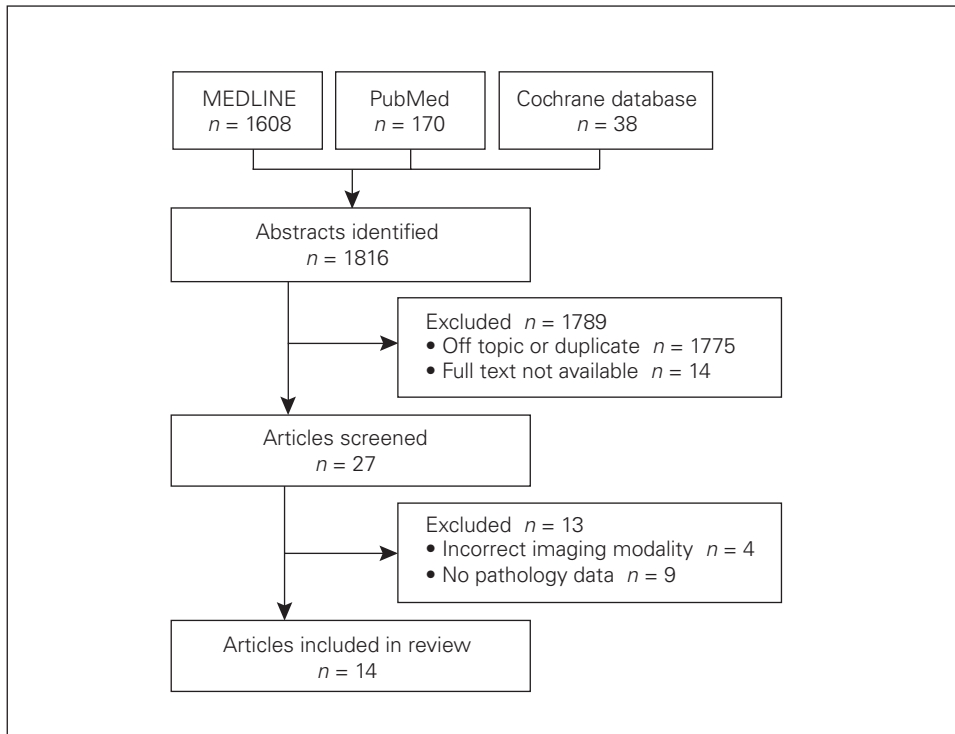 MEDLINE
n = 1608
PubMed
n = 170
Cochrane database
n = 38
Abstracts identified
n = 1816
Excluded n = 1789
• Off topic or duplicate n = 1775
• Full text not available n = 14
Articles screened
n = 27
Excluded n = 13
• Incorrect imaging modality n = 4
• No pathology data n = 9
Articles included in review
n = 14